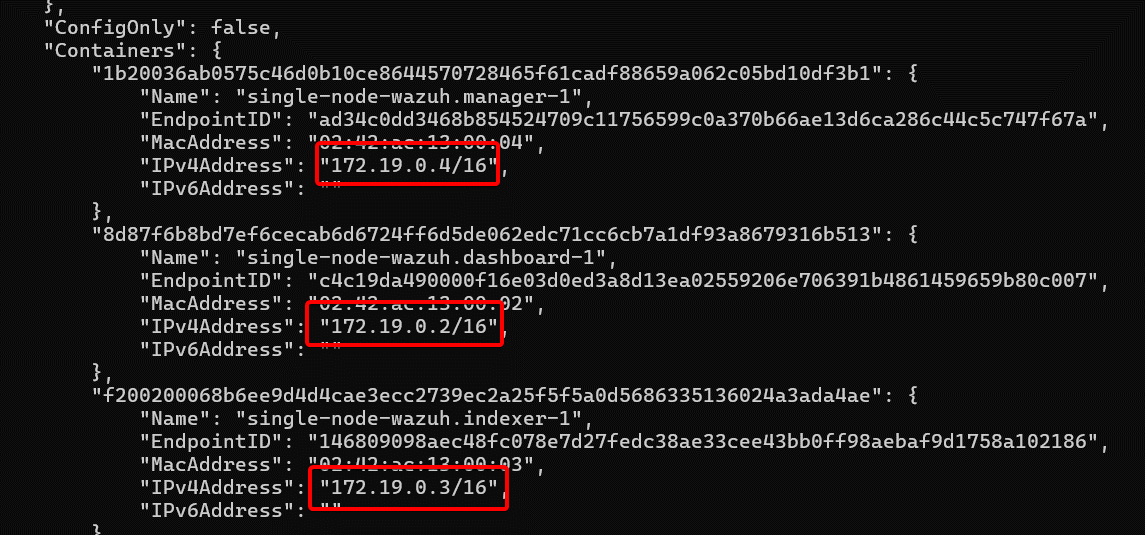 },
"ConfigOnly": false,
"Containers": {
"1b20036ab0575c46d0b10ce8644570728465f61cadf88659a062c05bd10df3b1": {
"Name": "single-node-wazuh.manager-1",
"EndpointID": "ad34c0dd3468b854524709c11756599c0a370b66ae13d6ca286c44c5c747f67a",
"MacAddress": "02:42:ac:13:00:04",
"IPv4Address": "172.19.0.4/16",
"IPv6Address": ""
},
"8d87f6b8bd7ef6cecab6d6724ff6d5de062edc71cc6cb7a1df93a8679316b513": {
"Name": "single-node-wazuh.dashboard-1",
"EndpointID": "c4c19da490000f16e03d0ed3a8d13ea02559206e706391b4861459659b80c007",
"MacAddress": "02:42:ac:13:00:02",
"IPv4Address": "172.19.0.2/16",
"IPv6Address": ""
},
"f200200068b6ee9d4d4cae3ecc2739ec2a25f5f5a0d5686335136024a3ada4ae": {
"Name": "single-node-wazuh.indexer-1",
"EndpointID": "146809098aec48fc078e7d27fedc38ae33cee43bb0ff98aebaf9d1758a102186",
"MacAddress": "02:42:ac:13:00:03",
"IPv4Address": "172.19.0.3/16",
"IPv6Address": ""
}